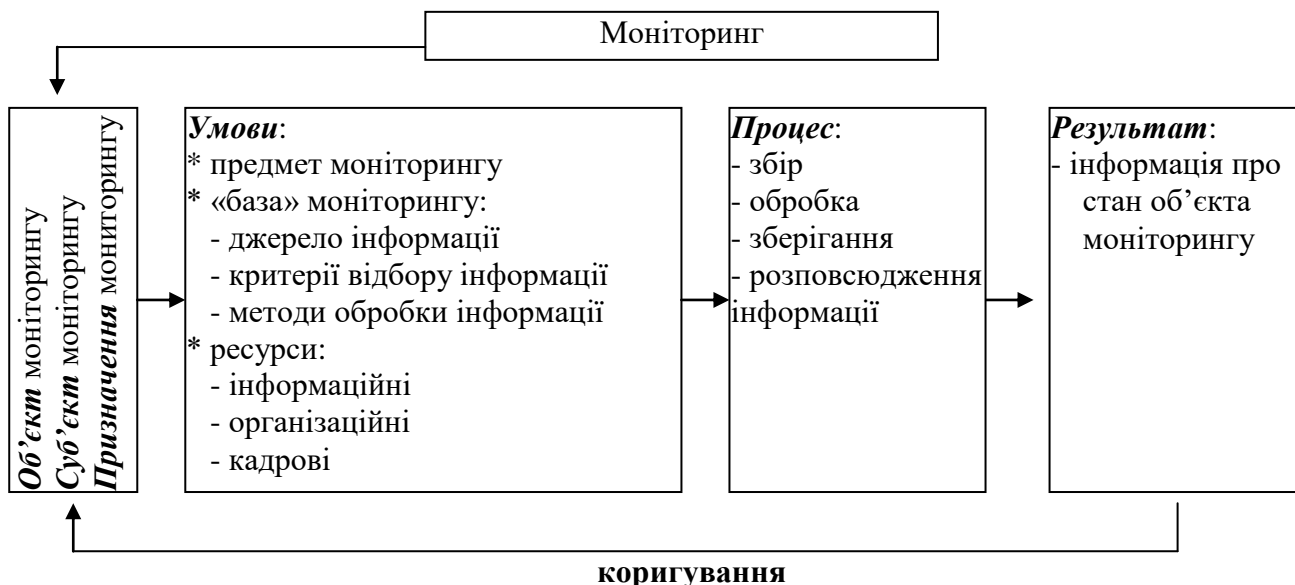 Моніторинг
Об’єкт моніторингу
Суб’єкт моніторингу
Призначення мониторингу
Умови:
* предмет моніторингу
* «база» моніторингу:
- джерело інформації
- критерії відбору інформації
- методи обробки інформації
* ресурси:
- інформаційні
- організаційні
- кадрові
Процес:
- збір
- обробка
- зберігання
- розповсюдження
інформації
Результат:
- інформація про
стан об’єкта
моніторингу
коригування